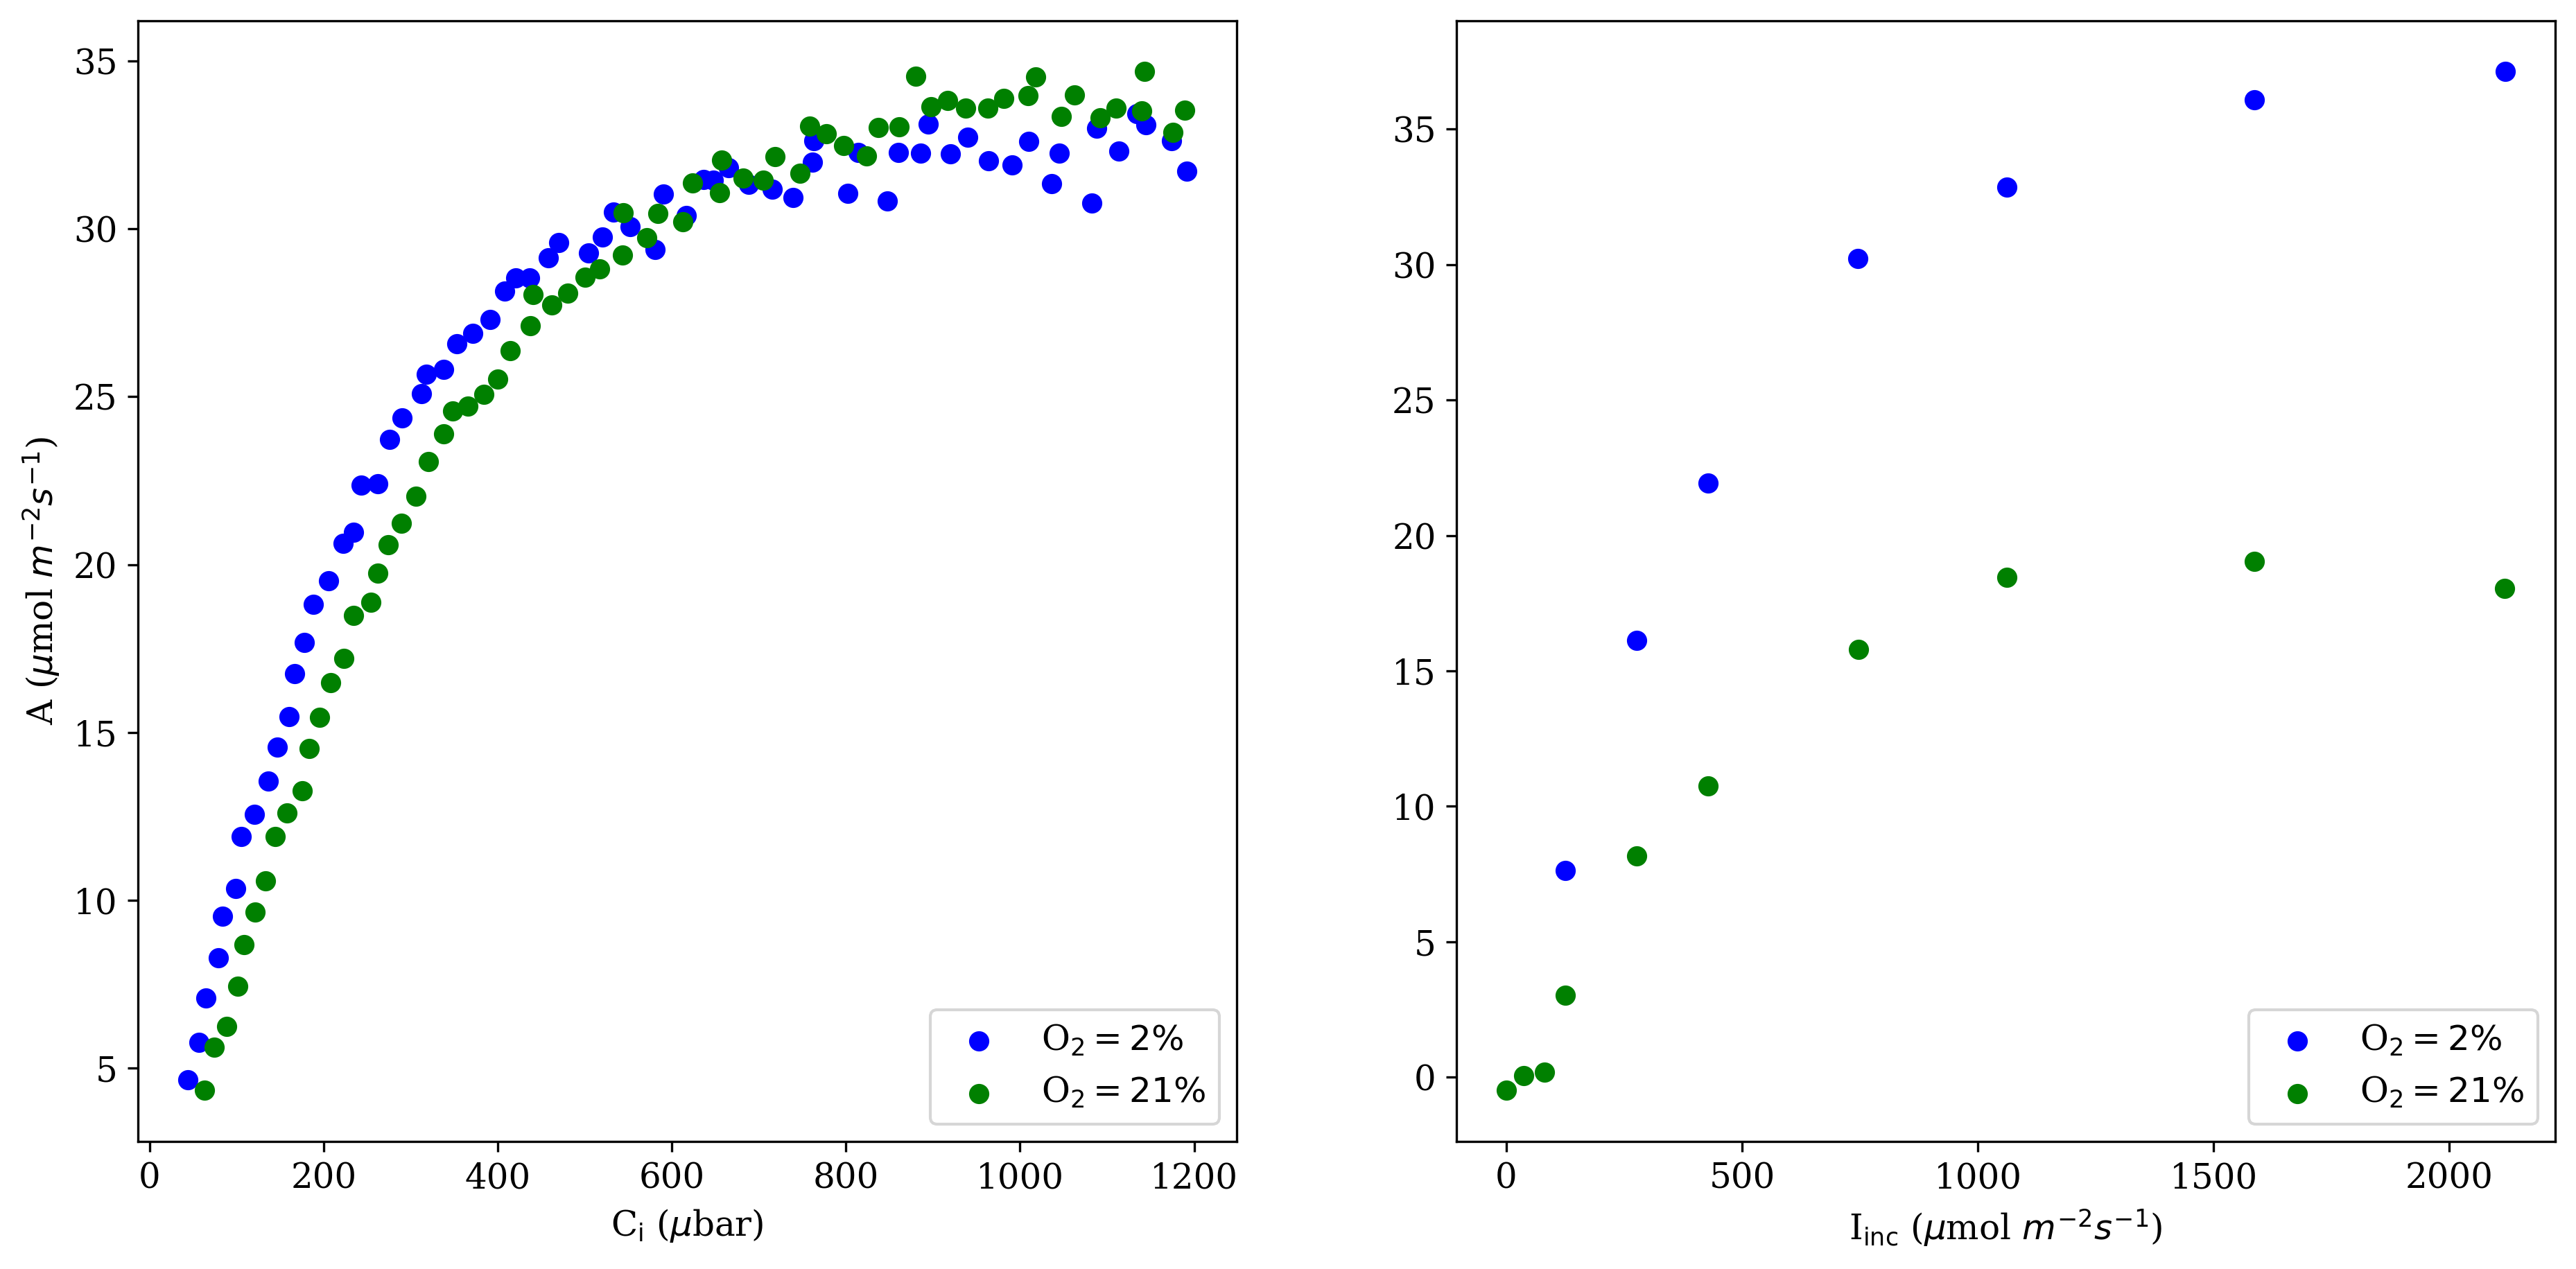 35
30
25
20
15
10
5
A (μmol m⁻²s⁻¹)
0 200 400 600 800 1000 1200
Cᵢ (μbar)
O₂ = 2%
O₂ = 21%
35
30
25
20
15
10
5
0
0 500 1000 1500 2000
I_inc (μmol m⁻²s⁻¹)
O₂ = 2%
O₂ = 21%